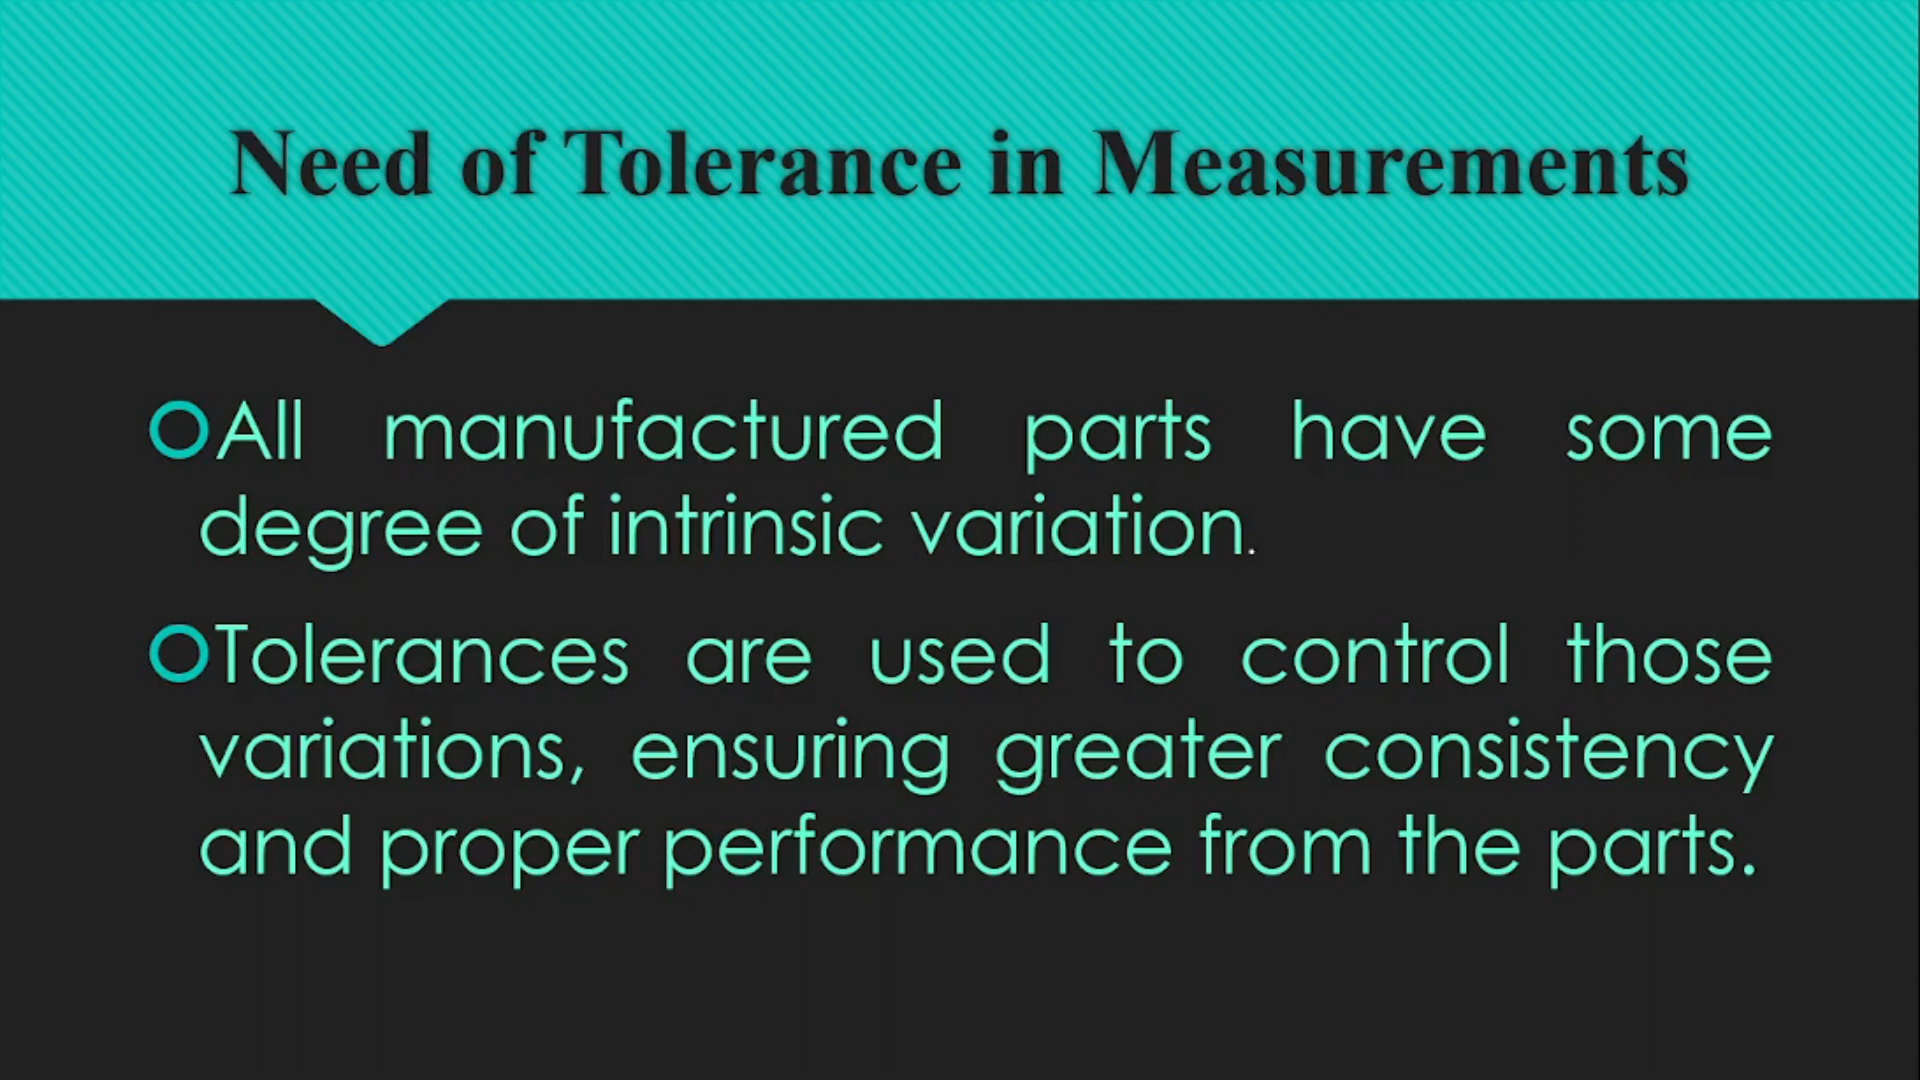 Need of Tolerance in Measurements
All manufactured parts have some
degree of intrinsic variation.
Tolerances are used to control those
variations, ensuring greater consistency
and proper performance from the parts.